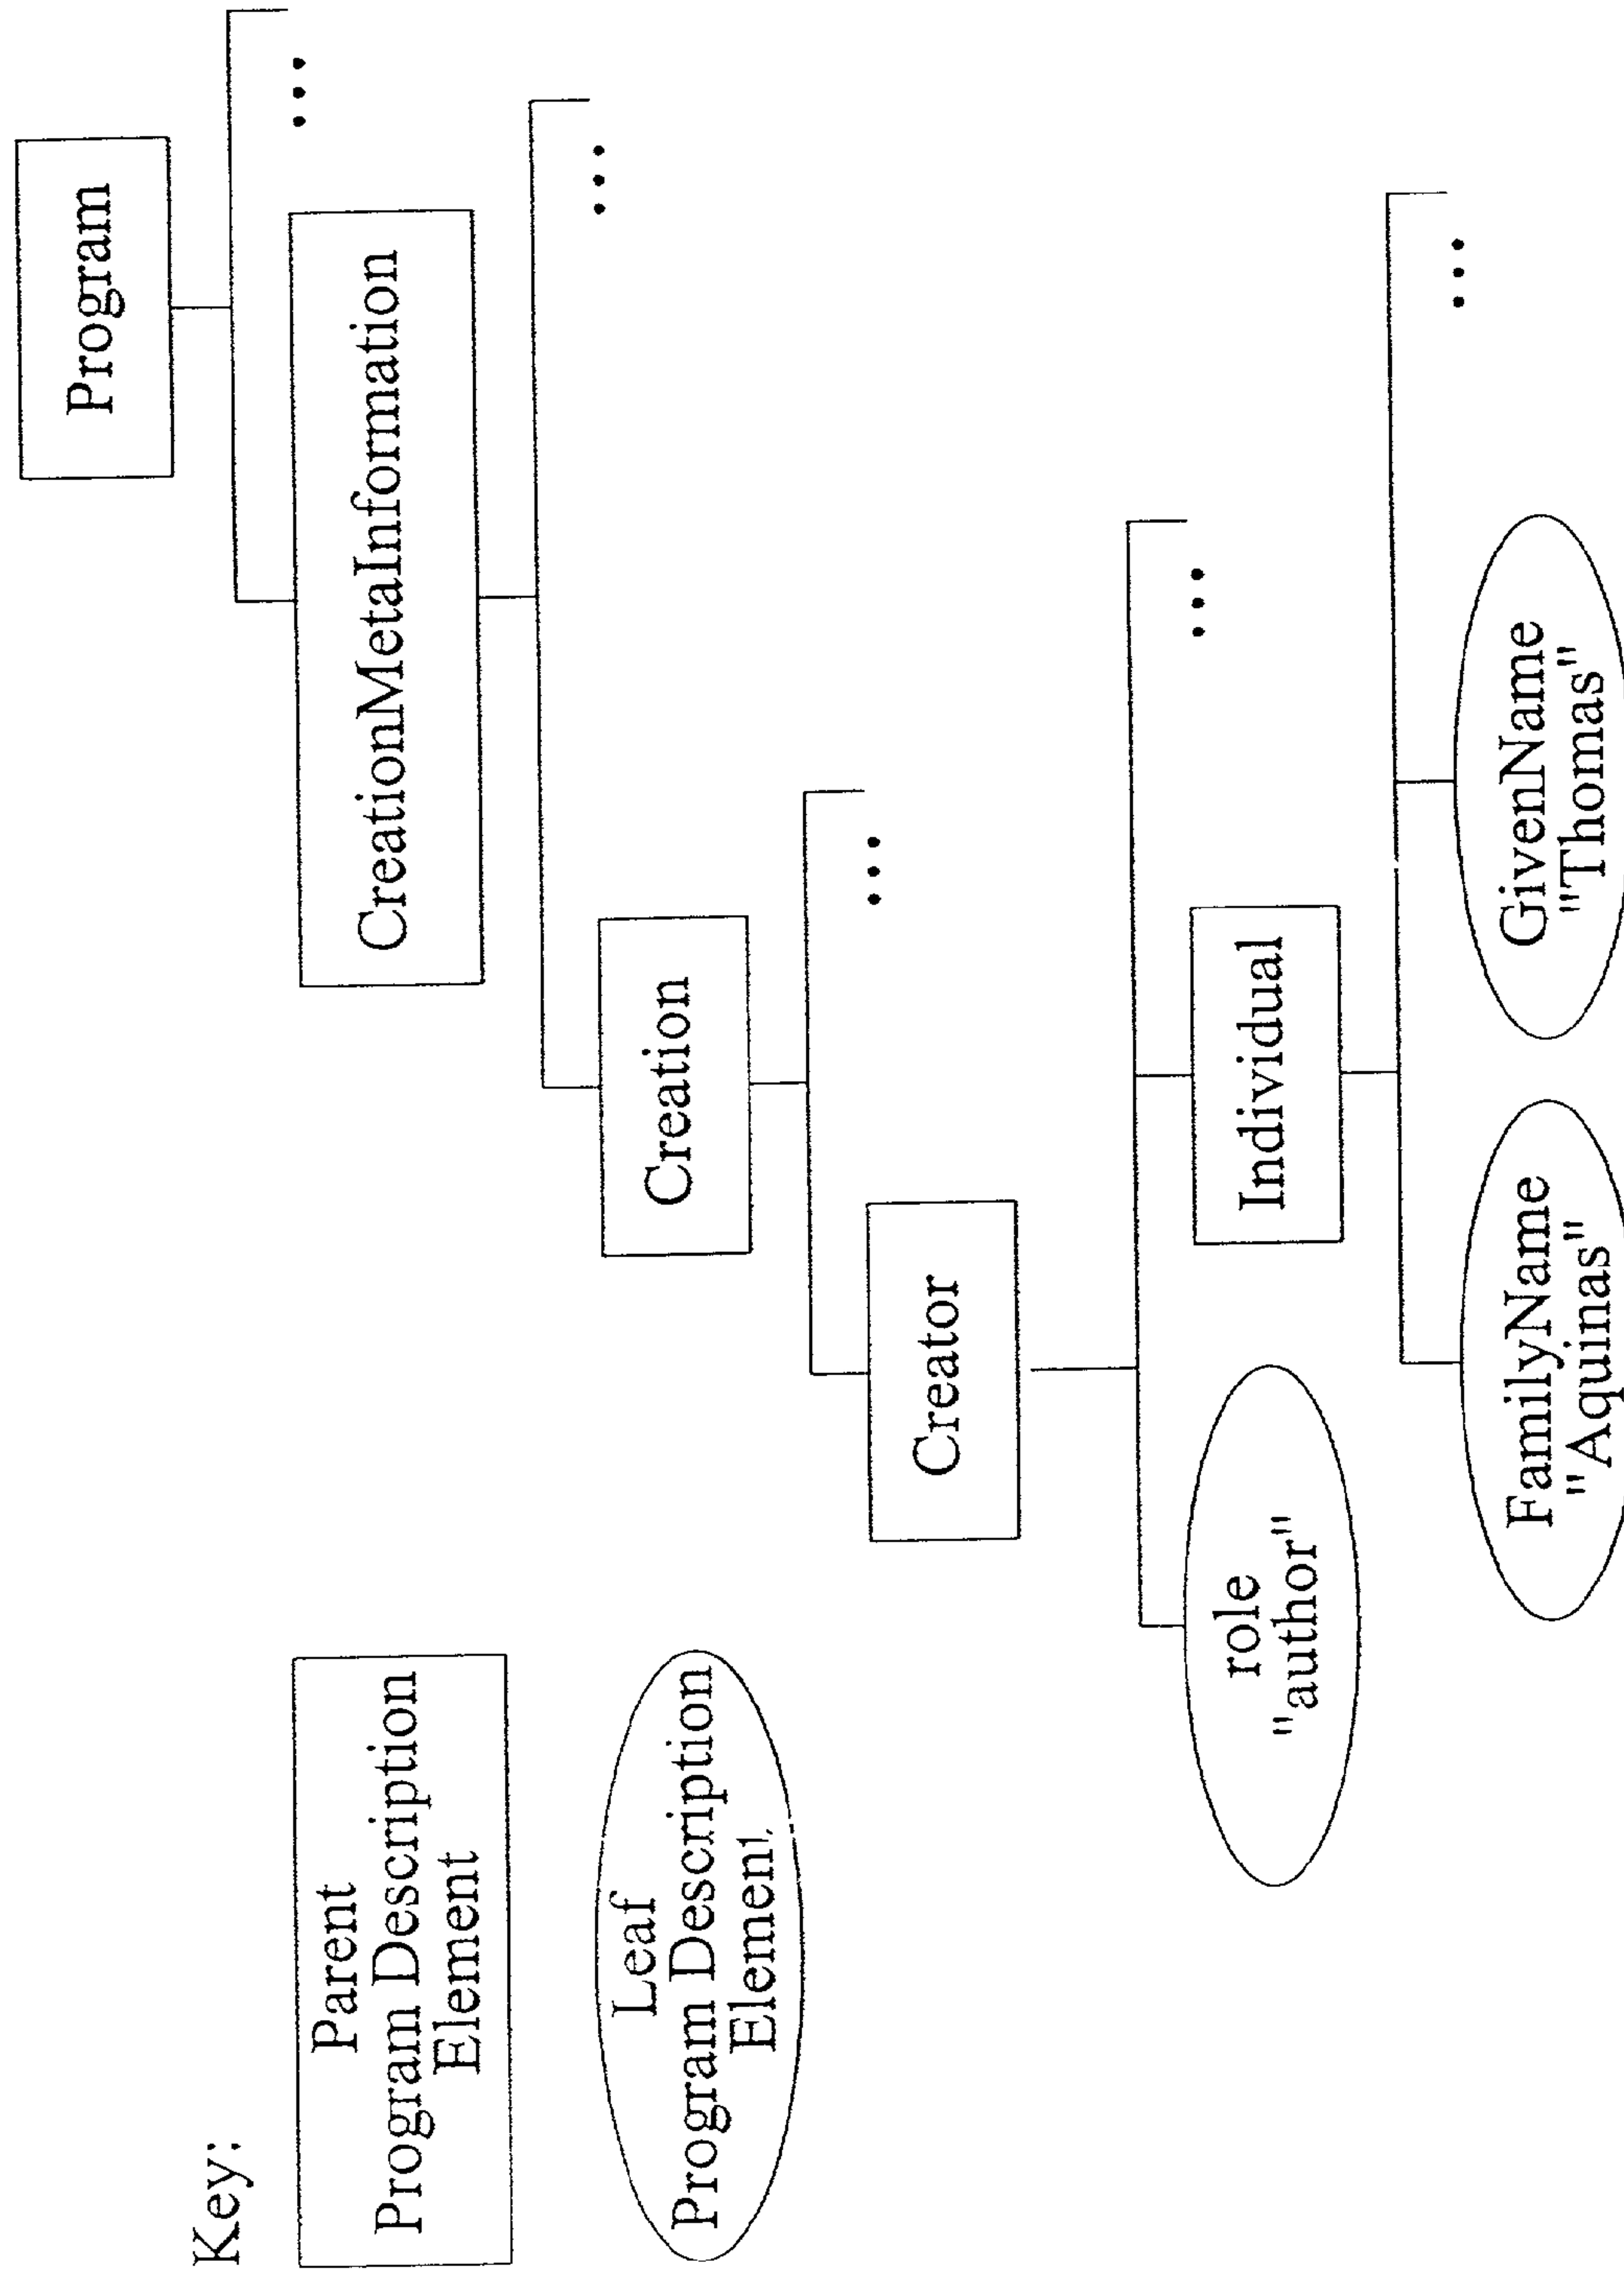 Program
...
CreationMetaInformation
...
Creation
...
Creator
...
role
"author"
Individual
...
FamilyName
"Aquinas"
GivenName
"Thomas"
Key:
Parent
Program Description
Element
Leaf
Program Description
Element